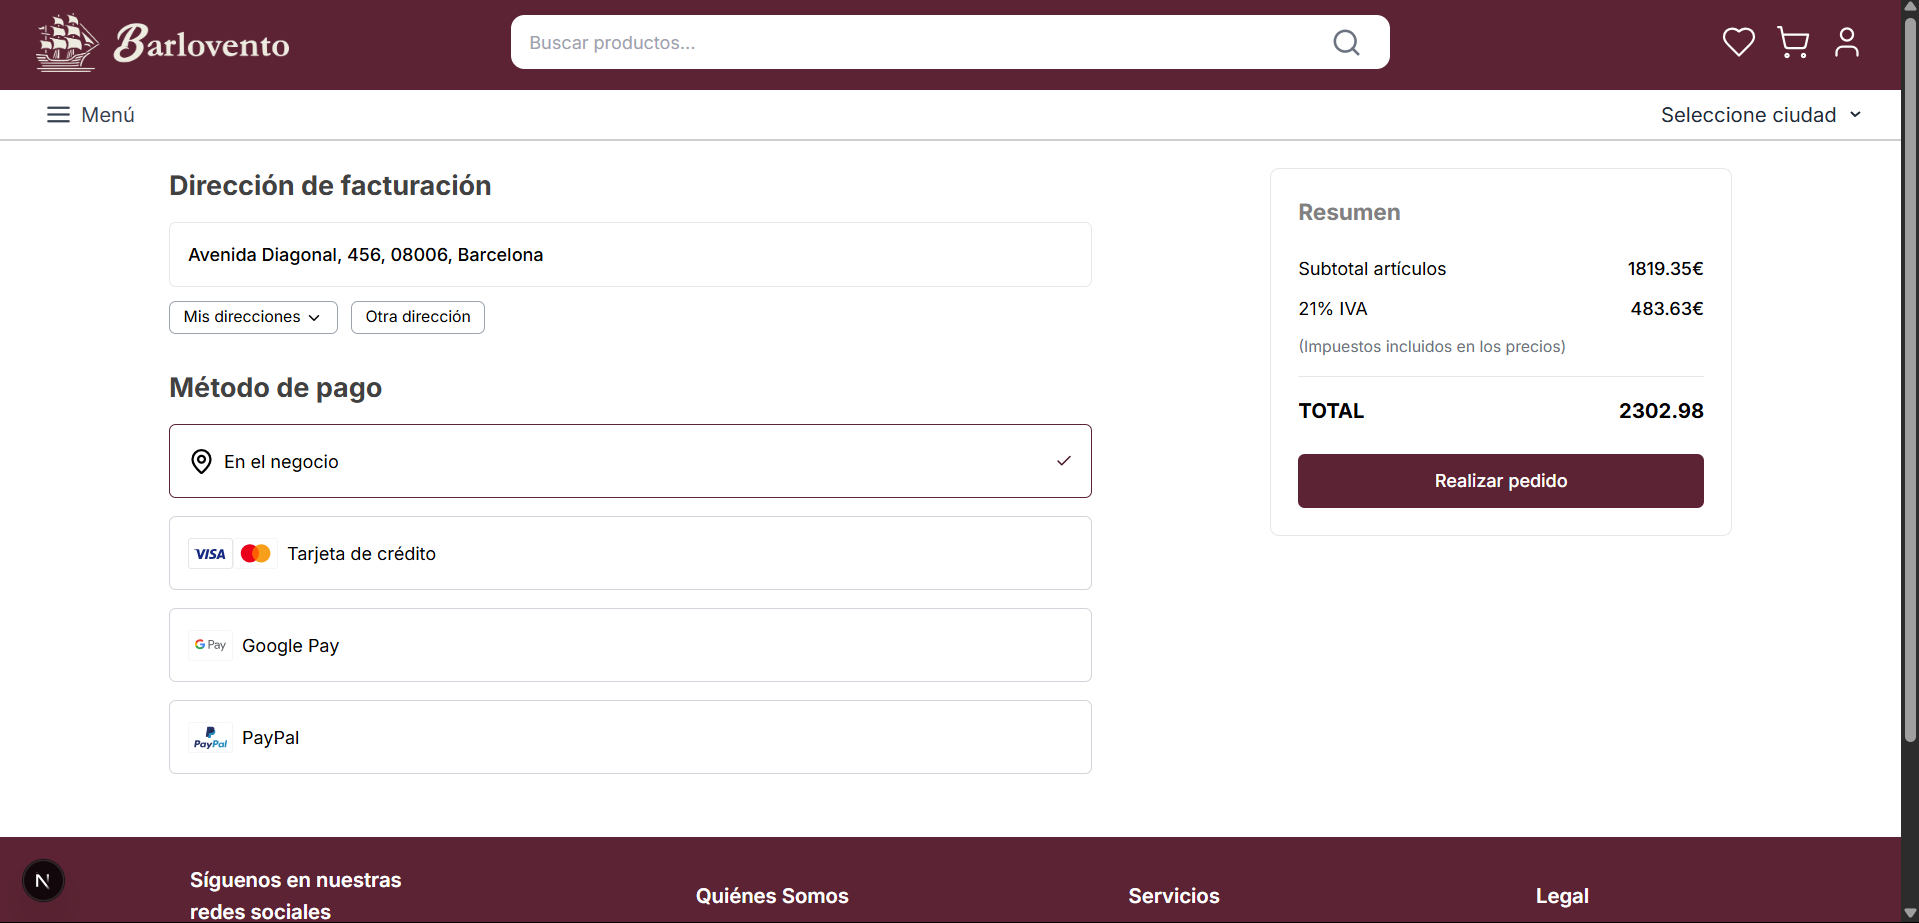 Barlovento
Buscar productos...
Menú
Seleccione ciudad
Dirección de facturación
Avenida Diagonal, 456, 08006, Barcelona
Mis direcciones
Otra dirección
Método de pago
En el negocio
VISA Tarjeta de crédito
G Pay Google Pay
PayPal PayPal
Resumen
Subtotal artículos 1819.35€
21% IVA 483.63€
(Impuestos incluidos en los precios)
TOTAL 2302.98
Realizar pedido
N
Síguenos en nuestras
redes sociales
Quiénes Somos
Servicios
Legal